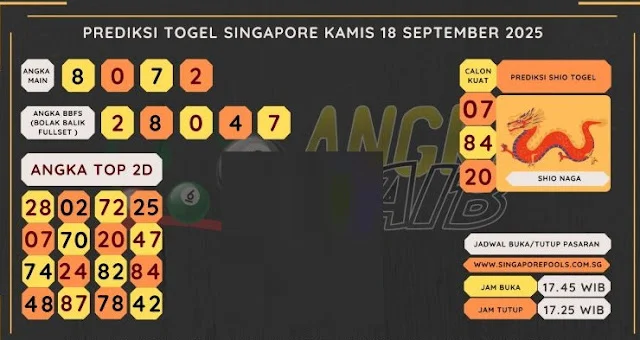 PREDIKSI TOGEL SINGAPORE KAMIS 18 SEPTEMBER 2025
ANGKA
MAIN
8 0 7 2
ANGKA BBFS
(BOLAK BALIK
FULLSET )
2 8 0 4 7
ANGKA TOP 2D
28 02 72 25
07 70 20 47
74 24 82 84
48 87 78 42
CALON
KUAT
07
84
20
PREDIKSI SHIO TOGEL
SHIO NAGA
6
JADWAL BUKA/TUTUP PASARAN
WWW.SINGAPOREPOOLS.COM.SG
JAM BUKA 17.45 WIB
JAM TUTUP 17.25 WIB